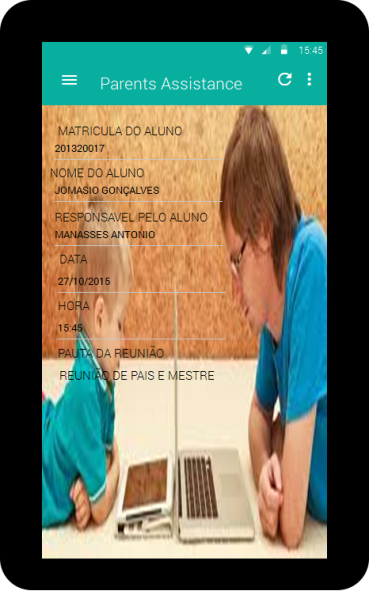 15:45
Parents Assistance
MATRICULA DO ALUNO
201320017
NOME DO ALUNO
JOMASIO GONÇALVES
RESPONSAVEL PELO ALUNO
MANASSES ANTONIO
DATA
27/10/2015
HORA
15:45
PAUTA DA REUNIÃO
REUNIÃO DE PAIS E MESTRE